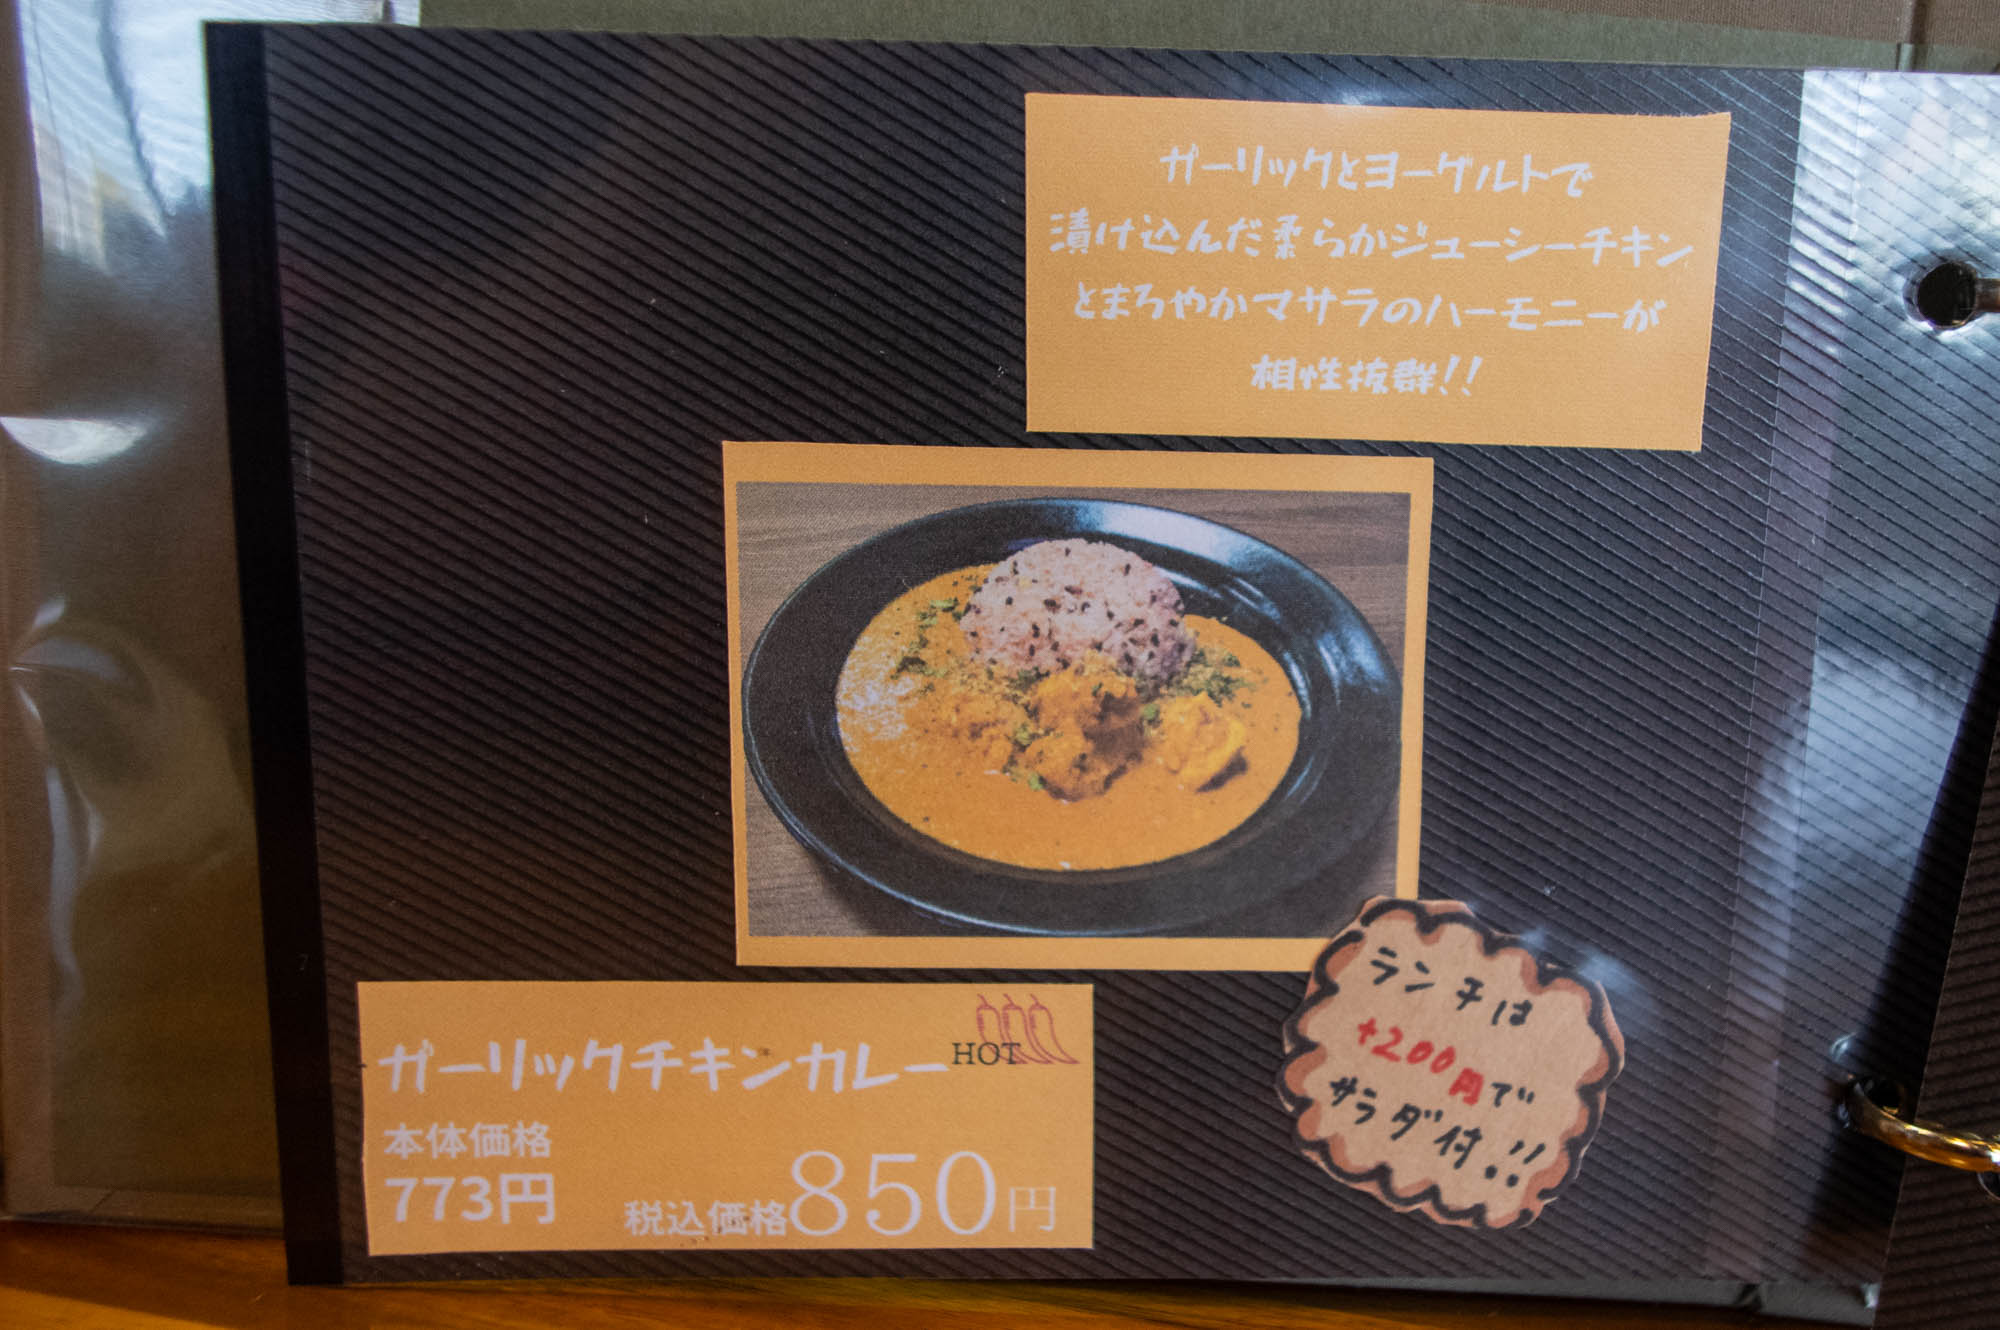 ガーリックとヨーグルトで
漬け込んだ柔らかジューシーチキン
とまろやかマサラのハーモニーが
相性抜群!!
ガーリックチキンカレー
HOT
本体価格
773円
税込価格850円
ランチは
+200円で
サラダ付!!